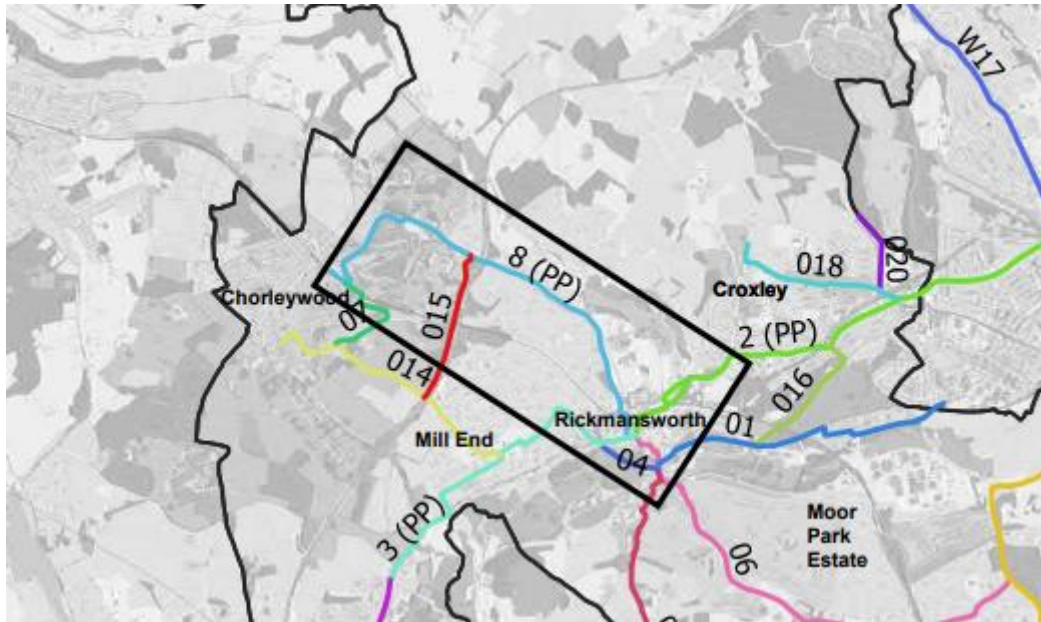 W17
020
018
8 (PP)
Croxley
Chorleywood
015
2 (PP)
014
016
Rickmansworth
01
Mill End
04
3 (PP)
Moor
Park
Estate
06